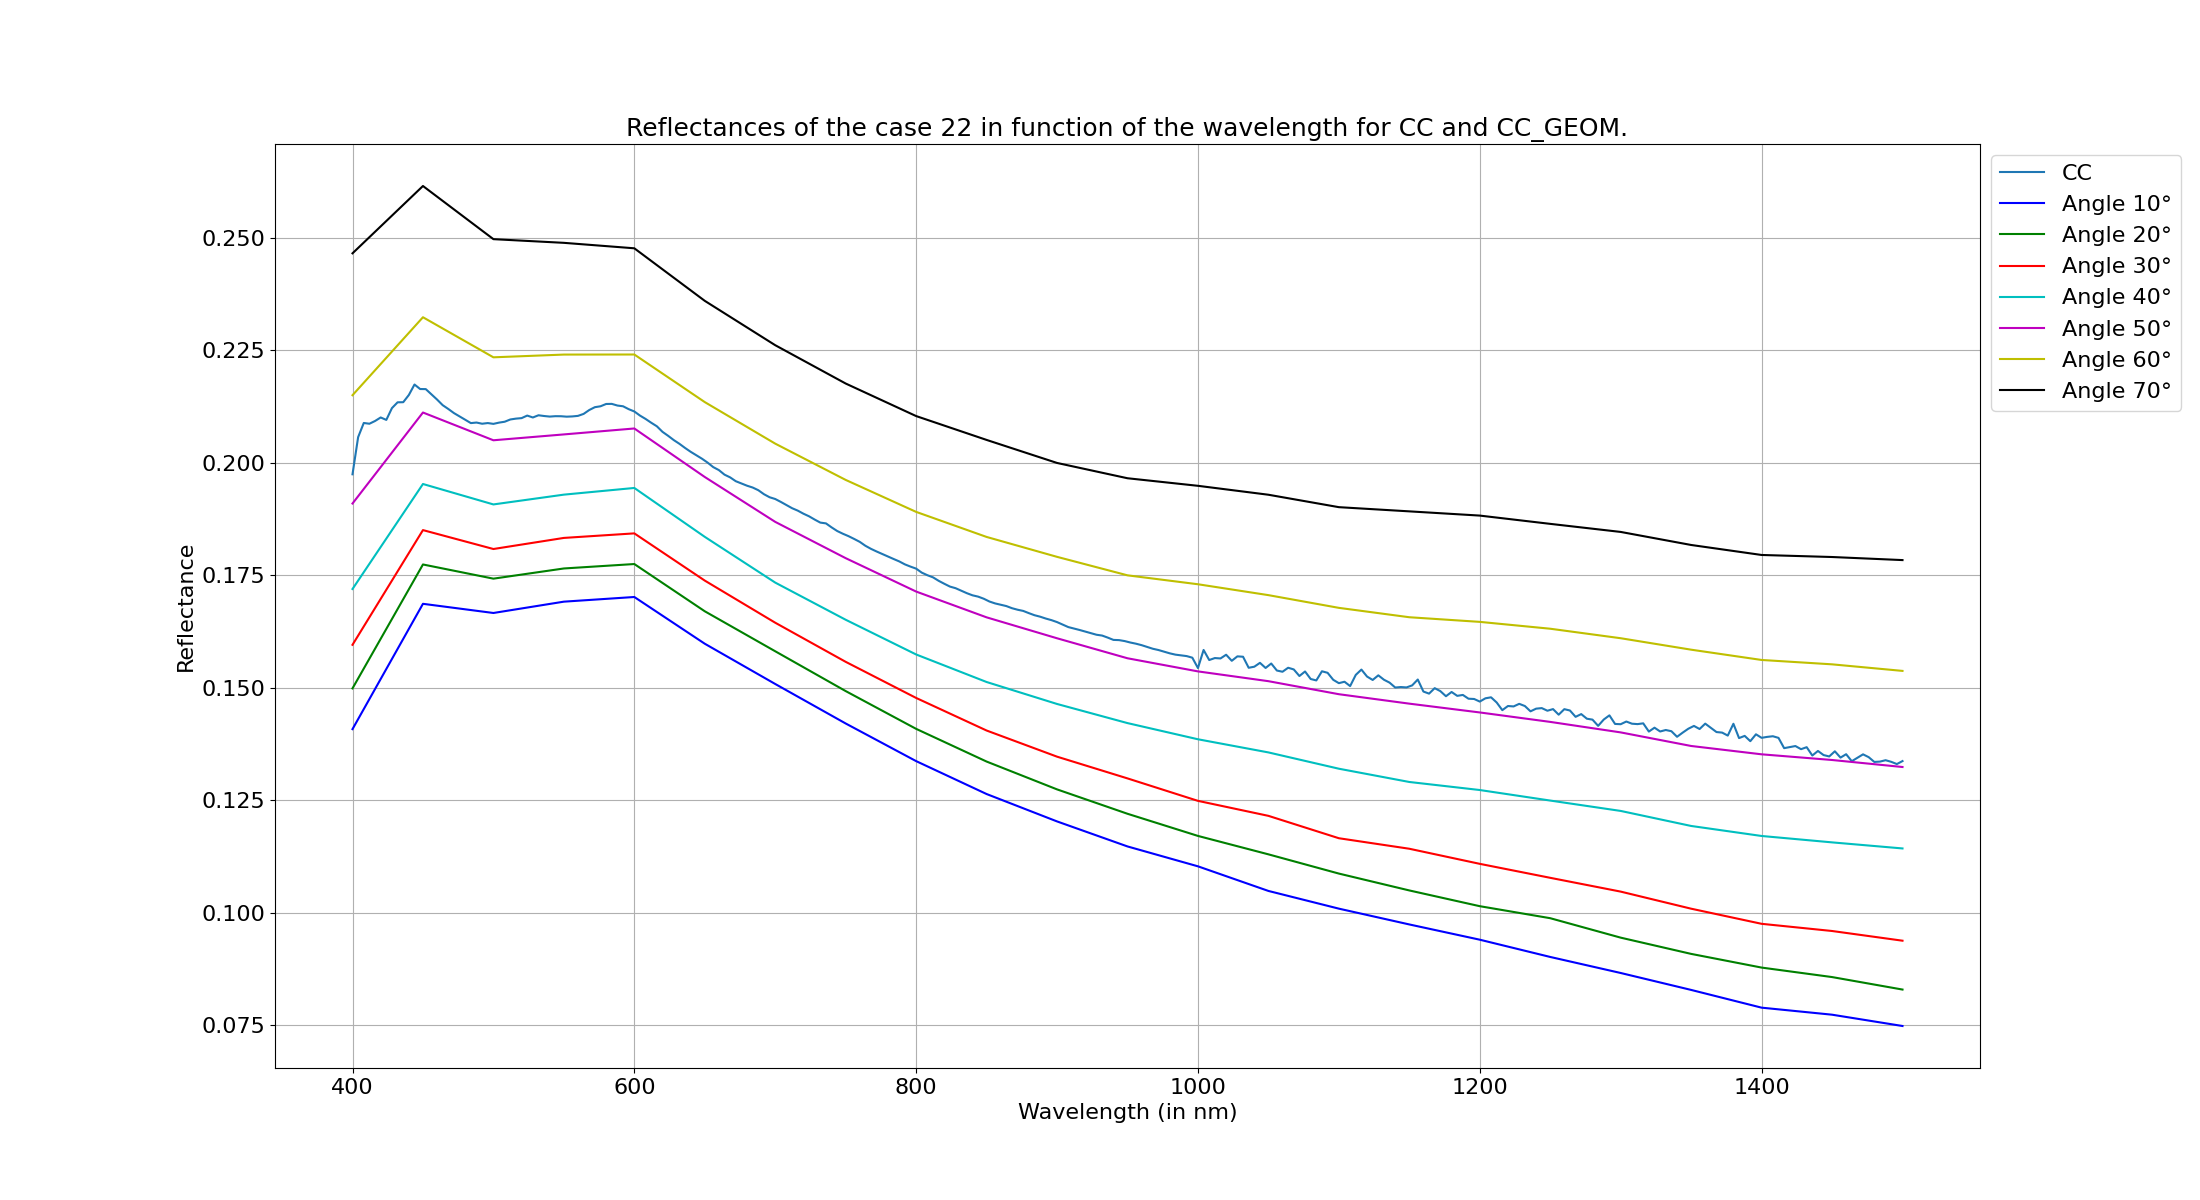 Reflectances of the case 22 in function of the wavelength for CC and CC_GEOM.
CC
Angle 10°
Angle 20°
Angle 30°
Angle 40°
Angle 50°
Angle 60°
Angle 70°
0.250
0.225
0.200
0.175
0.150
0.125
0.100
0.075
Reflectance
400 600 800 1000 1200 1400
Wavelength (in nm)